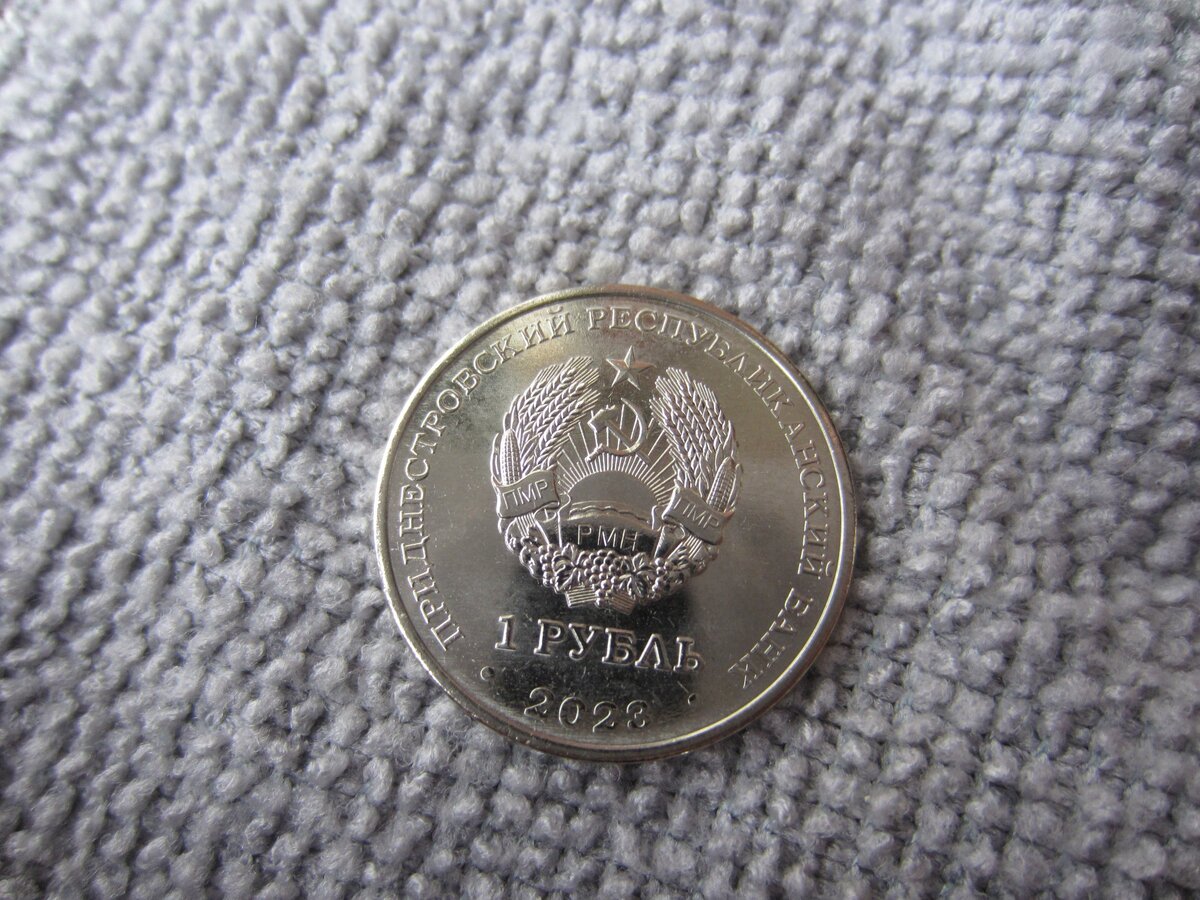 ПРИДНЕСТРОВСКИЙ РЕСПУБЛИКАНСКИЙ БАНК
ПМР
ПМР
РМН
1 РУБЛЬ
2023